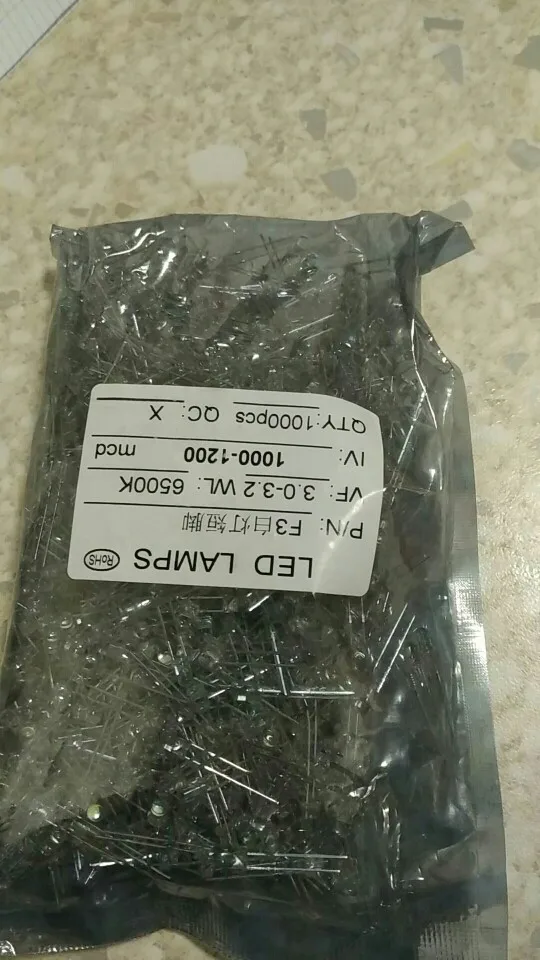 LED LAMPS RoHS
P/N: F3白灯短脚
VF: 3.0-3.2 WL: 6500K
IV: 1000-1200 mcd
QTY:1000pcs QC: X